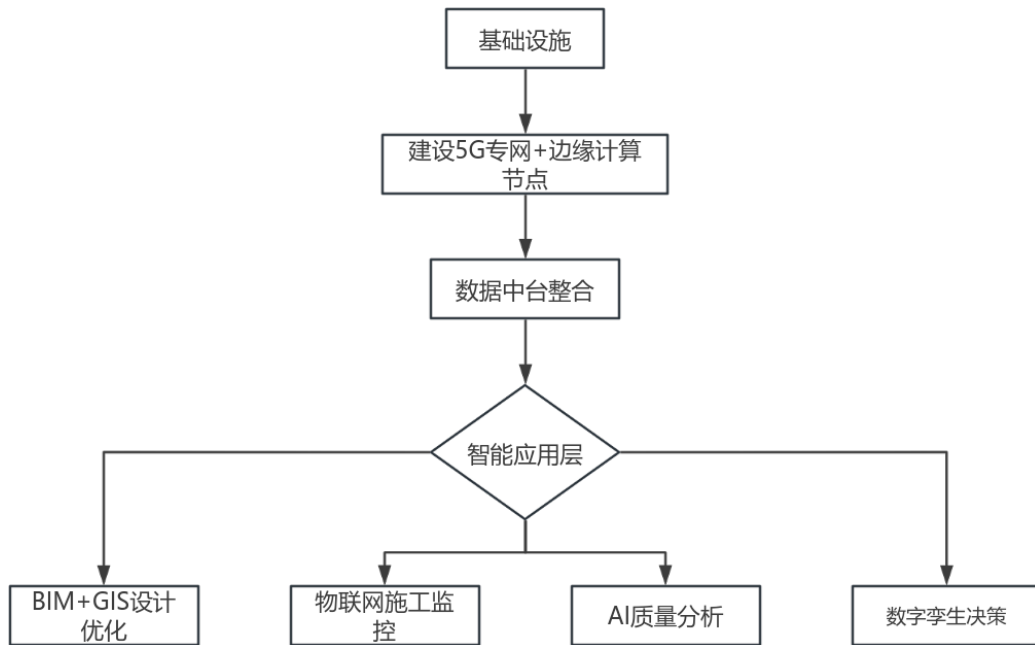 基础设施
建设5G专网+边缘计算
节点
数据中台整合
智能应用层
BIM+GIS设计
优化
物联网施工监
控
AI质量分析
数字孪生决策